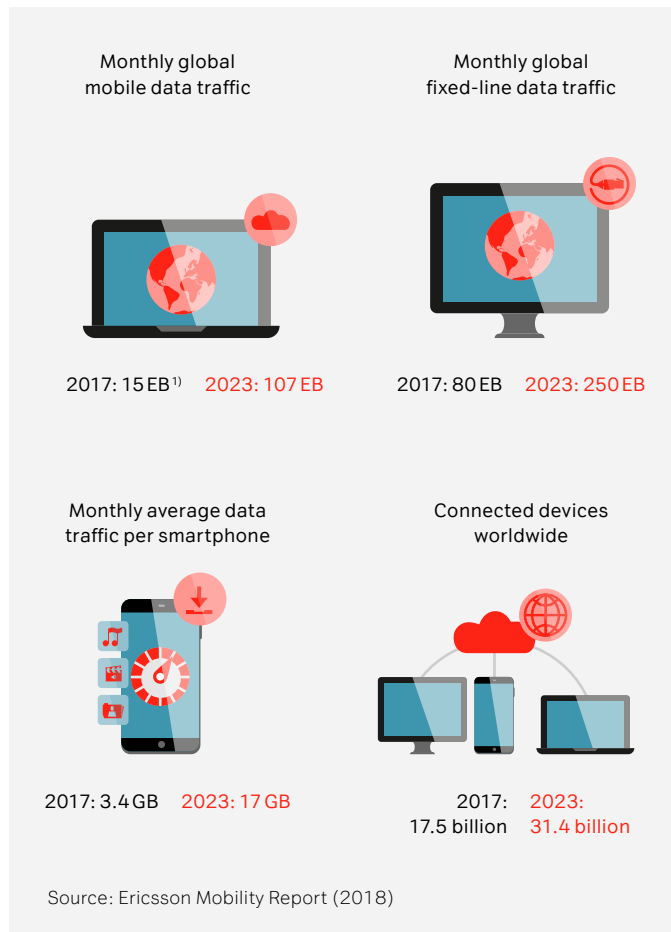 Monthly global
mobile data traffic
Monthly global
fixed-line data traffic
2017: 15 EB 1) 2023: 107 EB
2017: 80 EB 2023: 250 EB
Monthly average data
traffic per smartphone
Connected devices
worldwide
2017: 3.4 GB 2023: 17 GB
2017:
17.5 billion
2023:
31.4 billion
Source: Ericsson Mobility Report (2018)